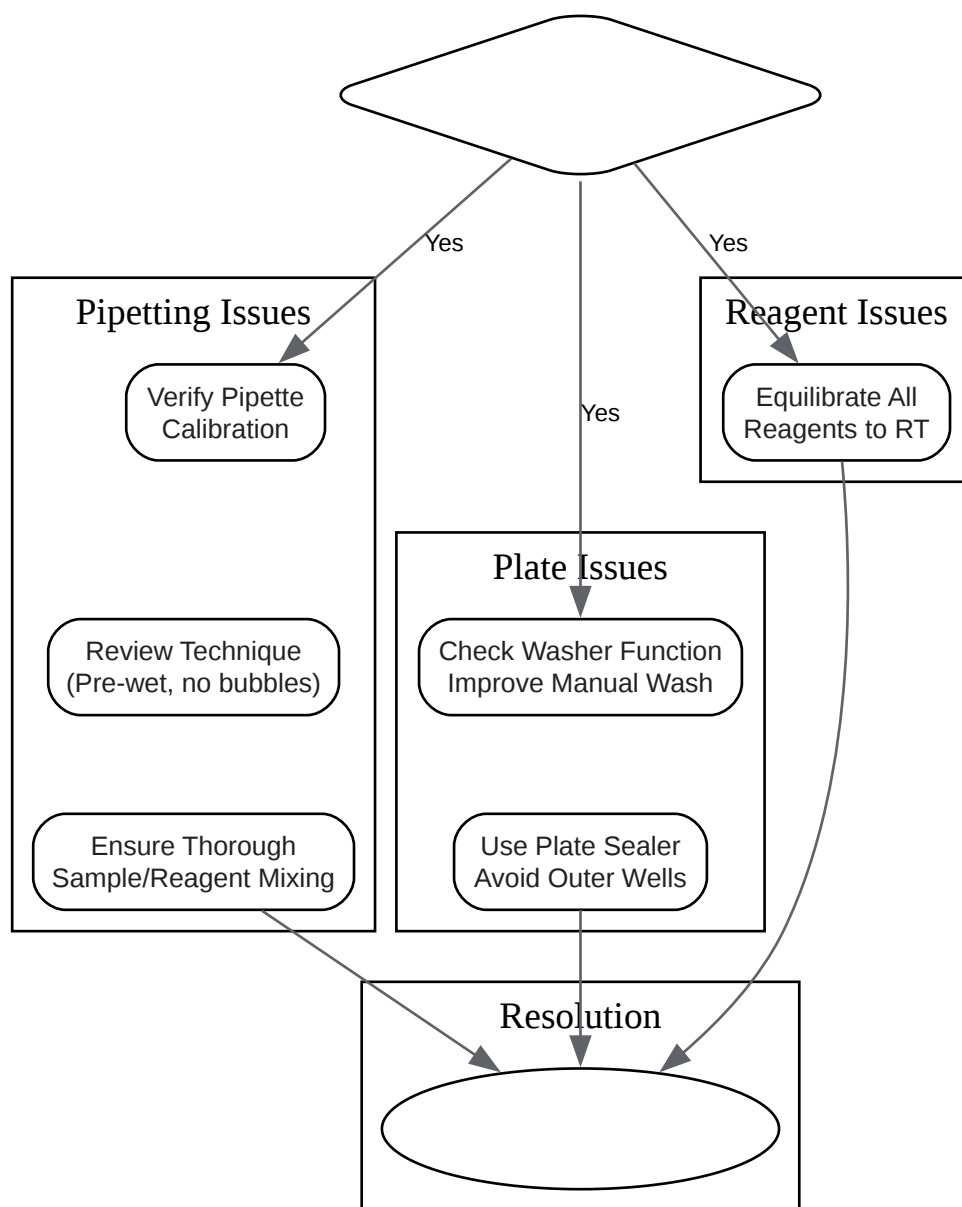 Yes
Yes
Pipetting Issues
Reagent Issues
Verify Pipette
Calibration
Equilibrate All
Reagents to RT
Yes
Plate Issues
Review Technique
(Pre-wet, no bubbles)
Check Washer Function
Improve Manual Wash
Ensure Thorough
Sample/Reagent Mixing
Use Plate Sealer
Avoid Outer Wells
Resolution